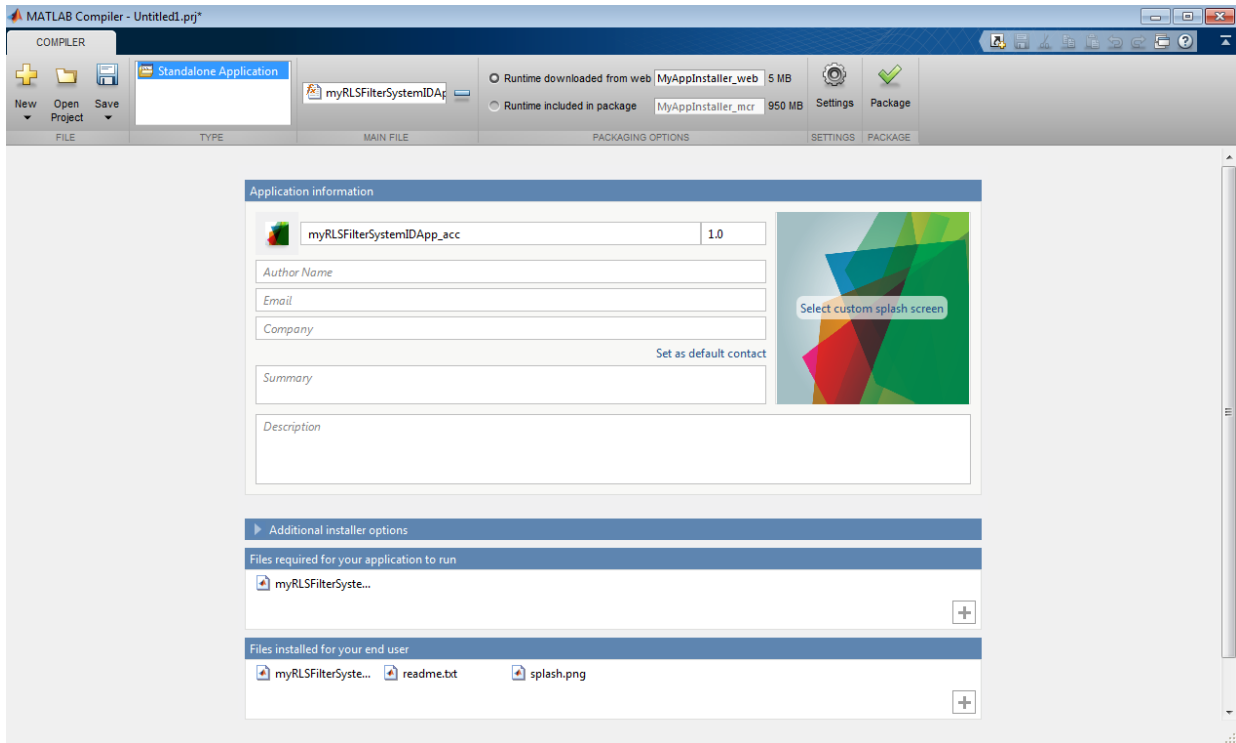 MATLAB Compiler - Untitled1.prj*
COMPILER
New
Open Project
Save
FILE
Standalone Application
TYPE
myRLSFilterSystemIDAp
MAIN FILE
Runtime downloaded from web MyAppInstaller_web 5 MB
Runtime included in package MyAppInstaller_mcr 950 MB
PACKAGING OPTIONS
Settings
SETTINGS
Package
PACKAGE
Application information
myRLSFilterSystemIDApp_acc 1.0
Author Name
Email
Company
Set as default contact
Summary
Select custom splash screen
Description
Additional installer options
Files required for your application to run
myRLSFilterSyste...
Files installed for your end user
myRLSFilterSyste... readme.txt splash.png